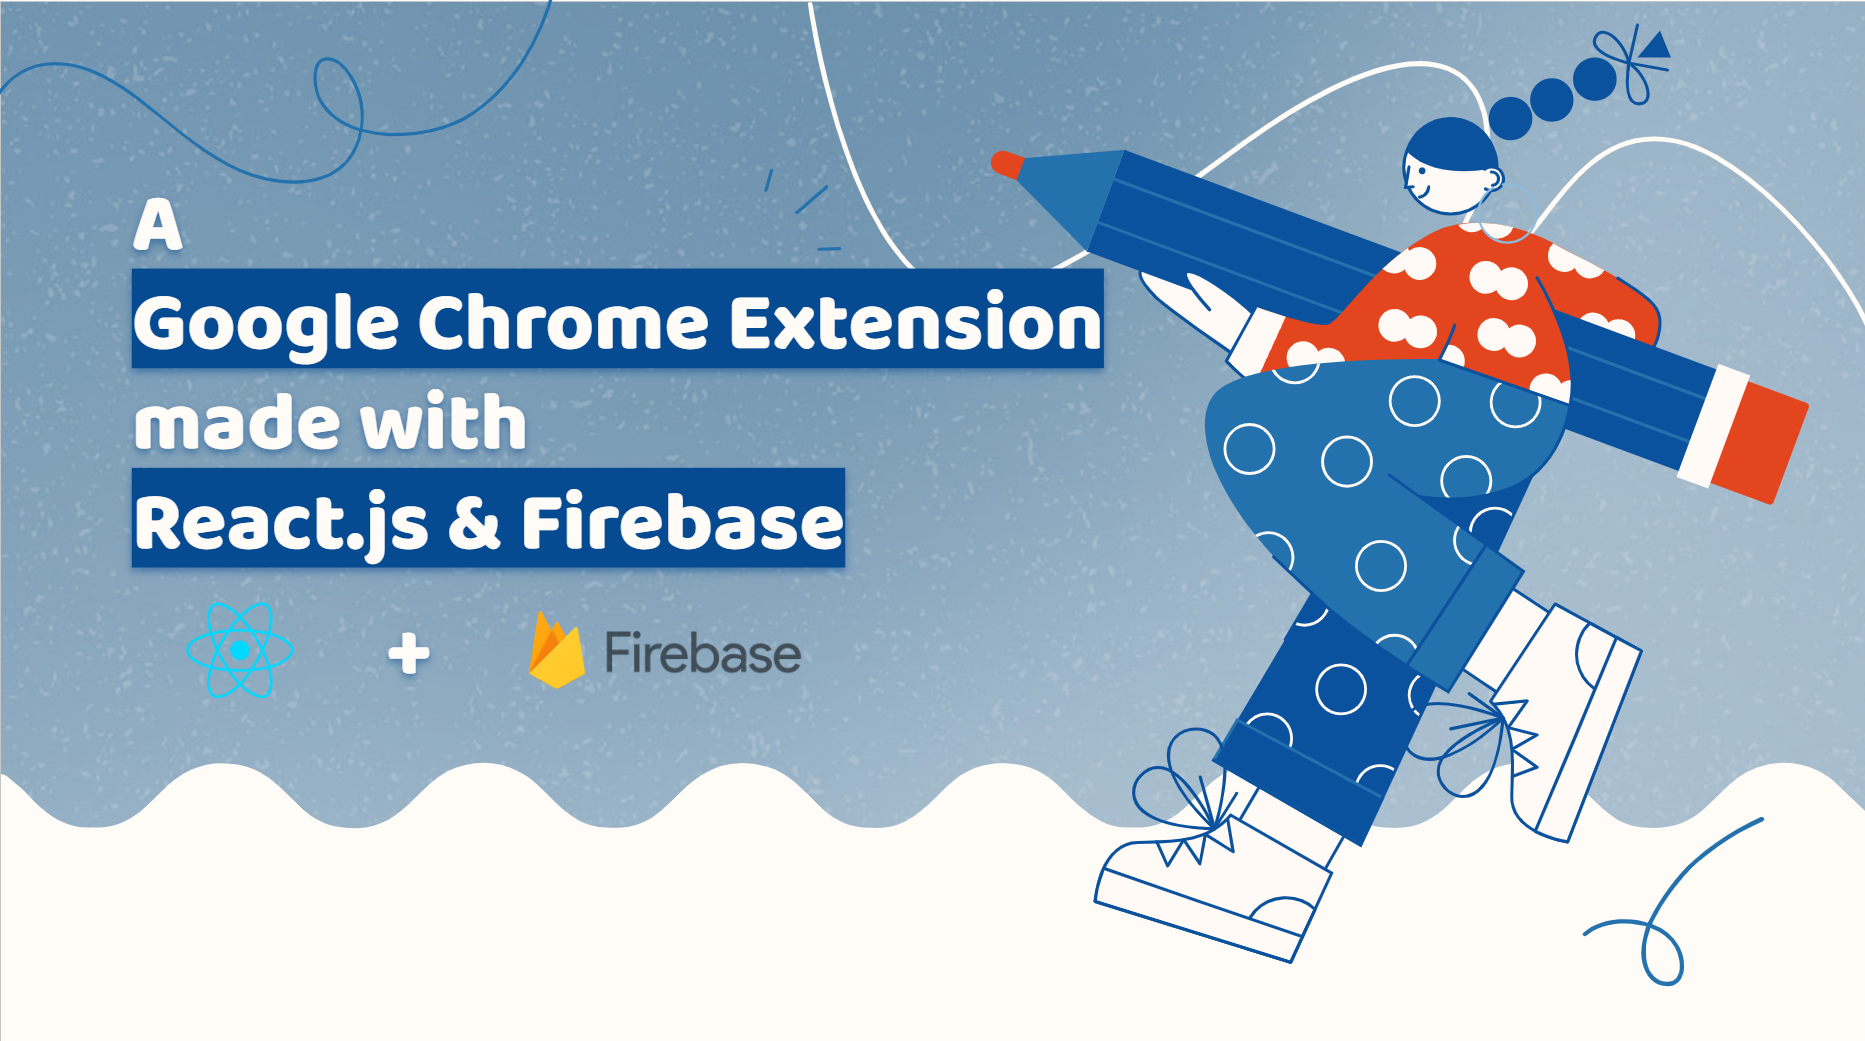 A
Google Chrome Extension
made with
React.js & Firebase
+ Firebase